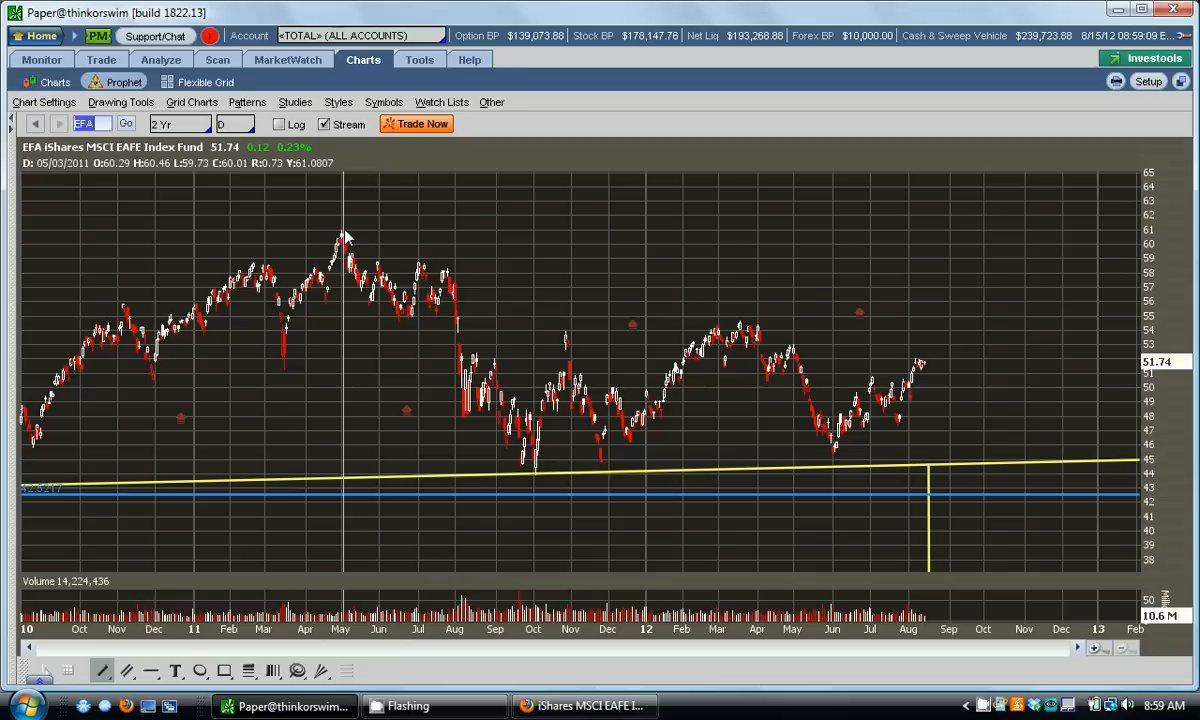 Paper@thinkorswim [build 1822.13]
Home PM Support/Chat Account <TOTAL> (ALL ACCOUNTS) Option BP $139,073.88 Stock BP $178,147.76 Net Liq $193,268.88 Forex BP $10,000.00 Cash & Sweep Vehicle $239,723.88 8/15/12 8:59:09 E...
Monitor Trade Analyze Scan MarketWatch Charts Tools Help Investools
Charts Prophet Flexible Grid Setup
Chart Settings Drawing Tools Grid Charts Patterns Studies Styles Symbols Watch Lists Other
EFA Go 2 Yr D Log Stream Trade Now
EFA iShares MSCI EAFE Index Fund 51.74 0.12 0.23%
D: 05/03/2011 O:60.29 H:60.46 L:59.73 C:60.01 R:0.73 Y:61.0807
65
64
63
62
61
60
59
58
57
56
55
54
53
51.74
51
50
49
48
47
46
45
44
43
42.5217
42
41
40
39
38
Volume 14,224,436
50
Millions
10.6 M
10 Oct Nov Dec 11 Feb Mar Apr May Jun Jul Aug Sep Oct Nov Dec 12 Feb Mar Apr May Jun Jul Aug Sep Oct Nov Dec 13 Feb
T
Paper@thinkorswim... Flashing iShares MSCI EAFE I... 8:59 AM